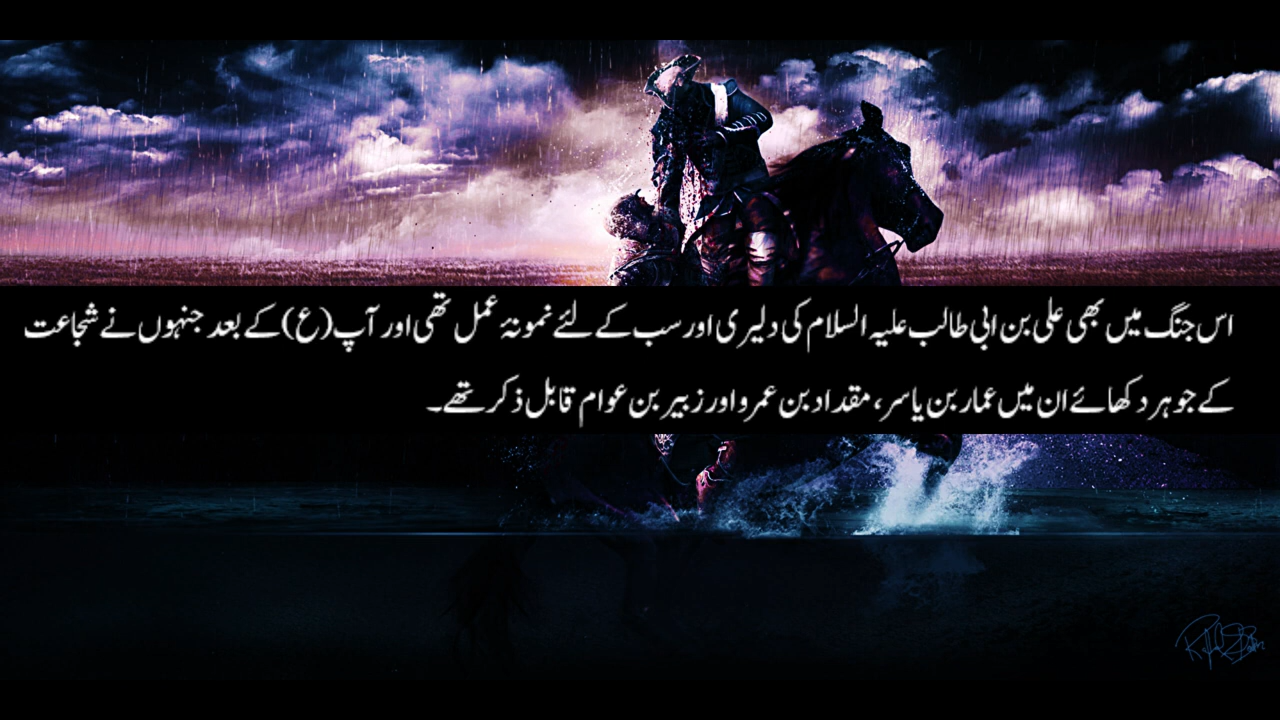 اس جنگ میں بھی علی بن ابی طالب علیہ السلام کی دلیری اور سب کے لئے نمونۂ عمل تھی اور آپ(ع) کے بعد جنہوں نے شجاعت
کے جوہر دکھائے ان میں عمار بن یاسر، مقداد بن عمرو اور زبیر بن عوام قابل ذکر تھے۔